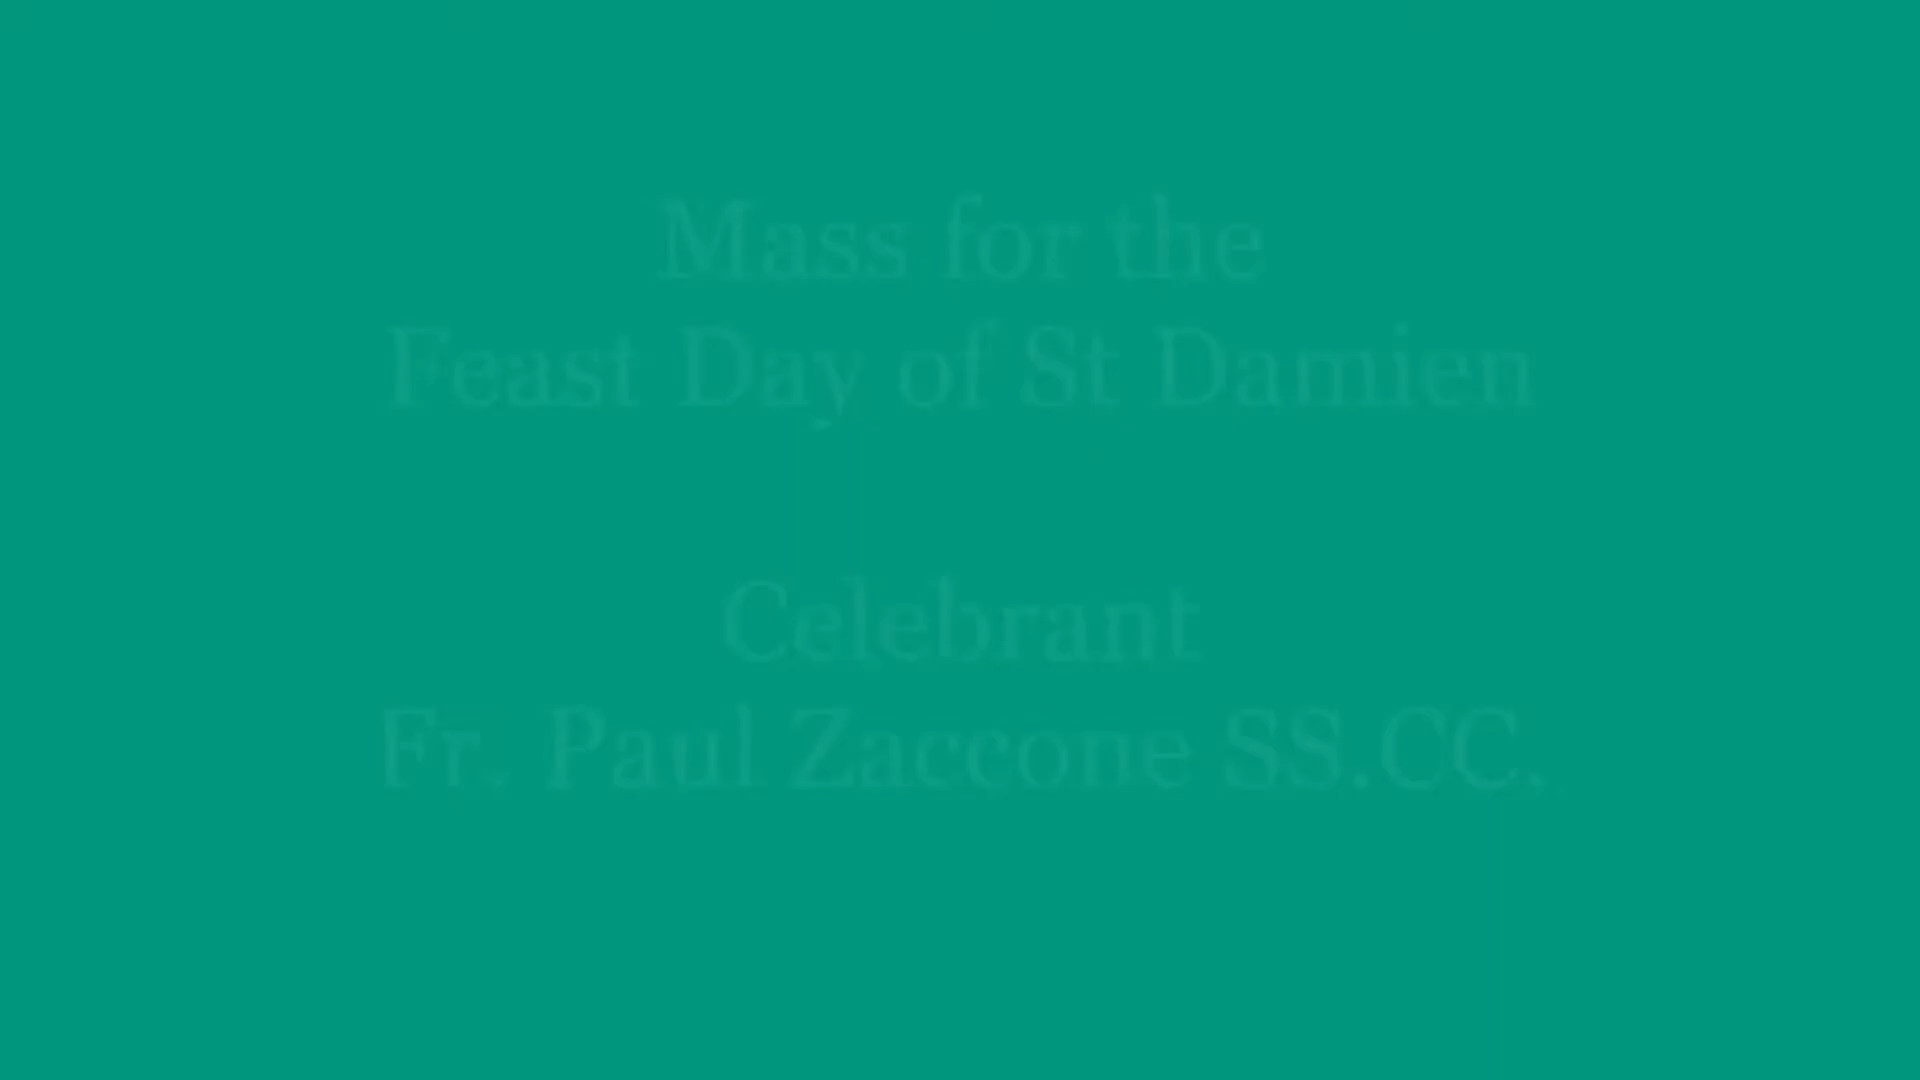 Mass for the
Feast Day of St Damien
Celebrant
Fr. Paul Zaccone SS.CC.